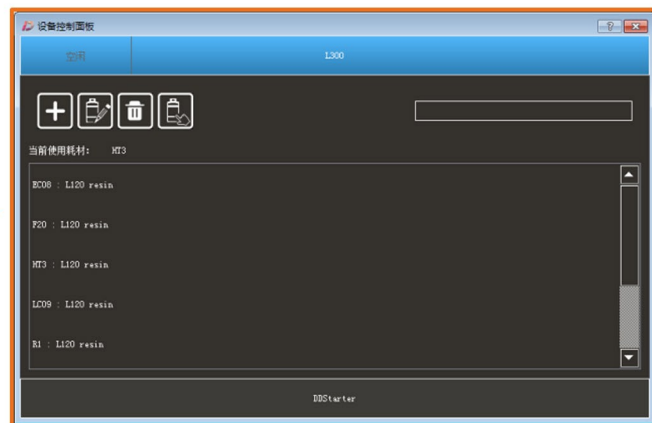 设备控制面板
空闲
L300
当前使用耗材： HT3
EC08 : L120 resin
F20 : L120 resin
HT3 : L120 resin
LC09 : L120 resin
R1 : L120 resin
DDStarter